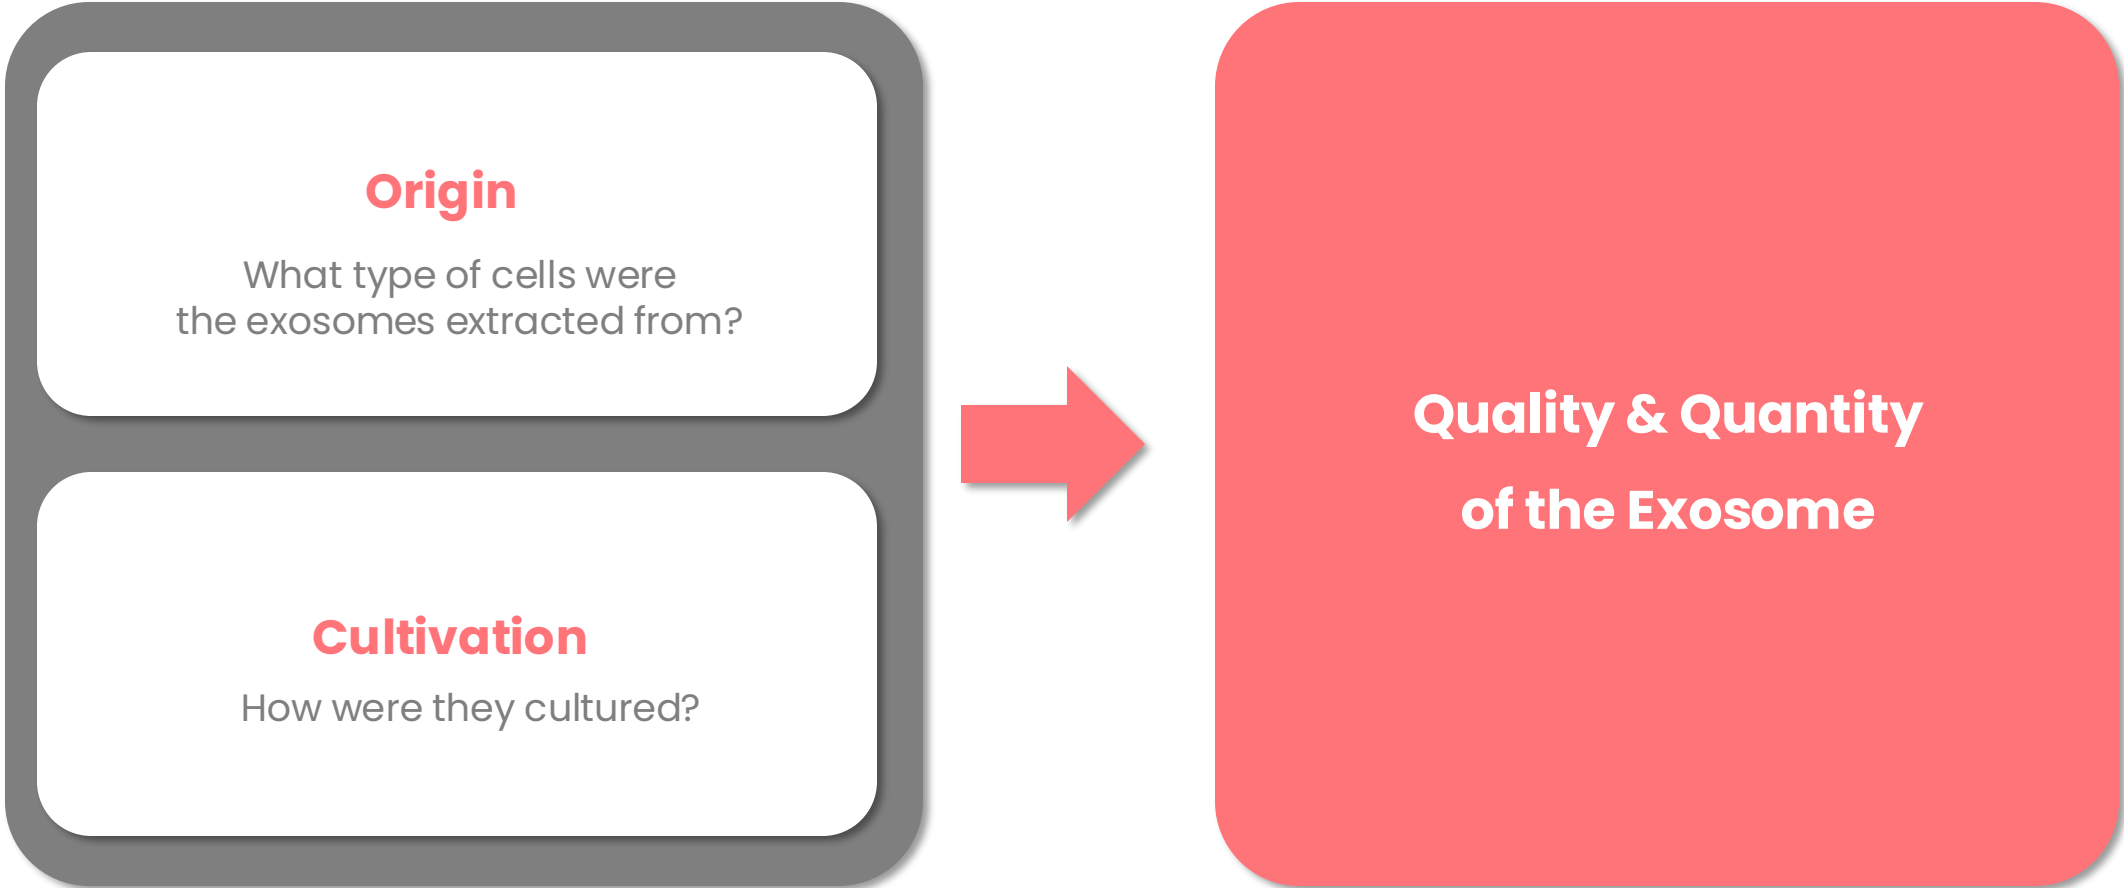 Origin
What type of cells were
the exosomes extracted from?
Cultivation
How were they cultured?
Quality & Quantity
of the Exosome